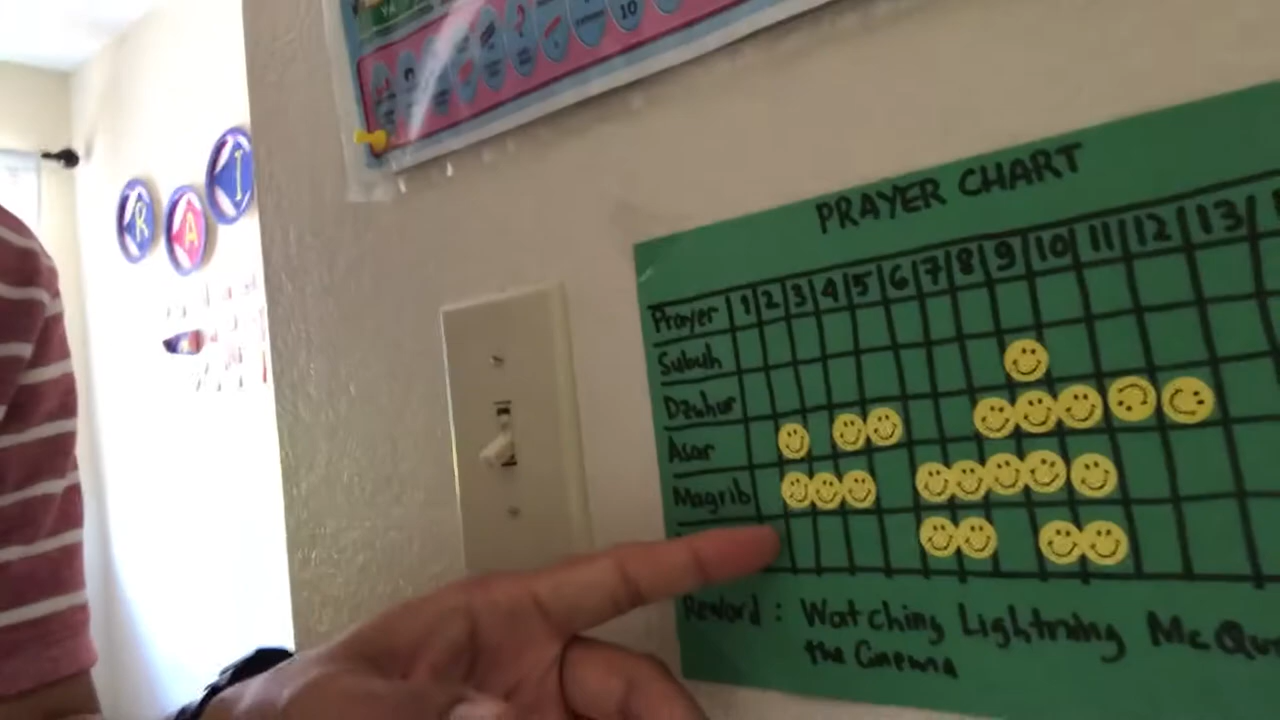 10
I
R
A
PRAYER CHART
Prayer 1 2 3 4 5 6 7 8 9 10 11 12 13
Subuh
Dzuhur
Asar
Magrib
Reward : Watching Lightning
the Cinema